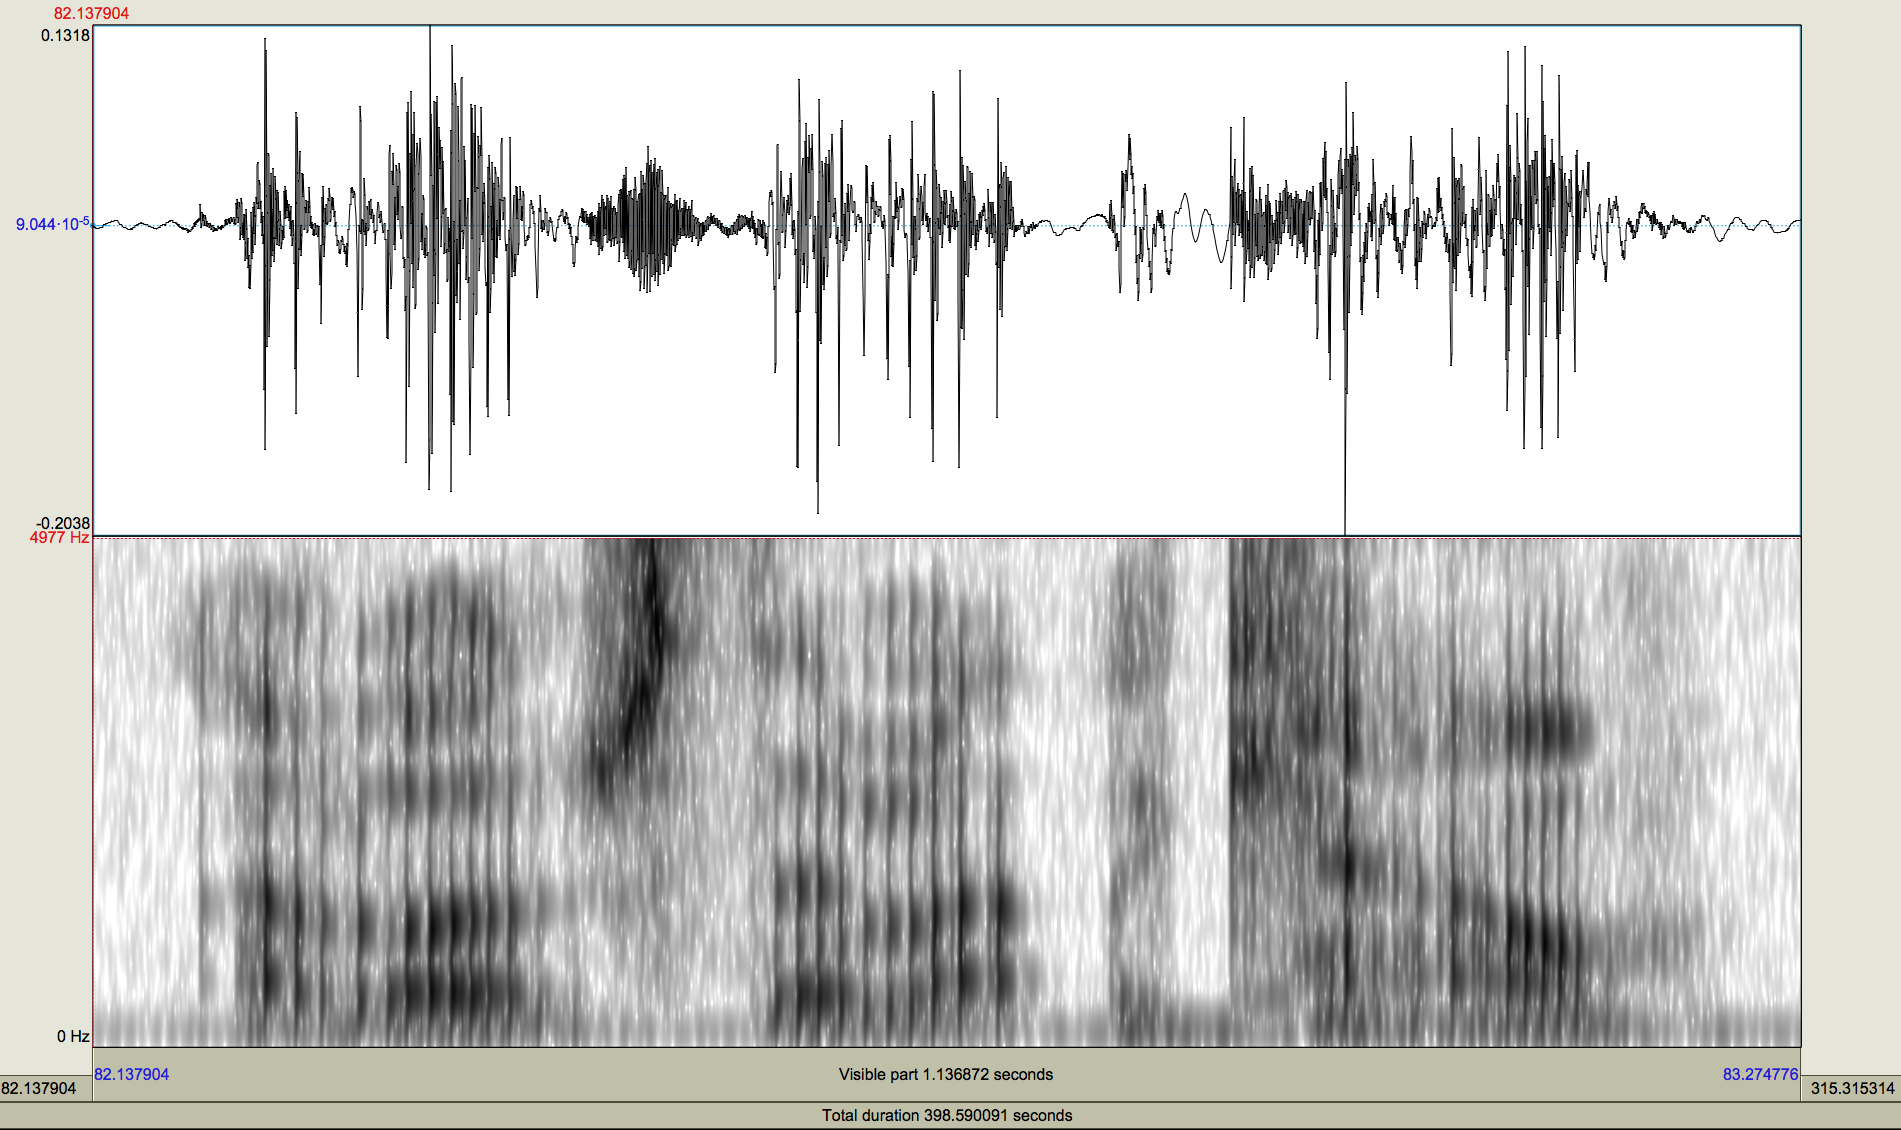 82.137904
0.1318
9.044·10⁻⁵
-0.2038
4977 Hz
0 Hz
82.137904 Visible part 1.136872 seconds 83.274776
82.137904 315.315314
Total duration 398.590091 seconds